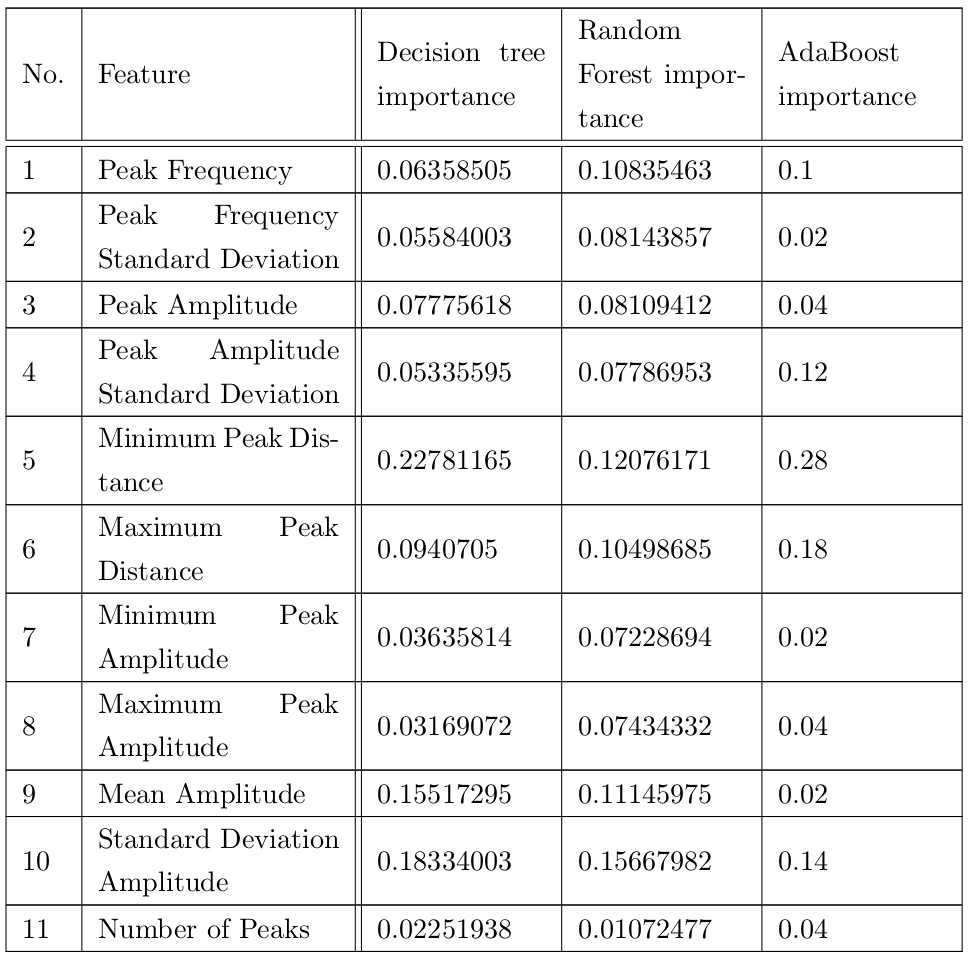 No. Feature Decision tree importance Random Forest impor-tance AdaBoost importance
1 Peak Frequency 0.06358505 0.10835463 0.1
2 Peak Frequency Standard Deviation 0.05584003 0.08143857 0.02
3 Peak Amplitude 0.07775618 0.08109412 0.04
4 Peak Amplitude Standard Deviation 0.05335595 0.07786953 0.12
5 Minimum Peak Dis-tance 0.22781165 0.12076171 0.28
6 Maximum Peak Distance 0.0940705 0.10498685 0.18
7 Minimum Peak Amplitude 0.03635814 0.07228694 0.02
8 Maximum Peak Amplitude 0.03169072 0.07434332 0.04
9 Mean Amplitude 0.15517295 0.11145975 0.02
10 Standard Deviation Amplitude 0.18334003 0.15667982 0.14
11 Number of Peaks 0.02251938 0.01072477 0.04